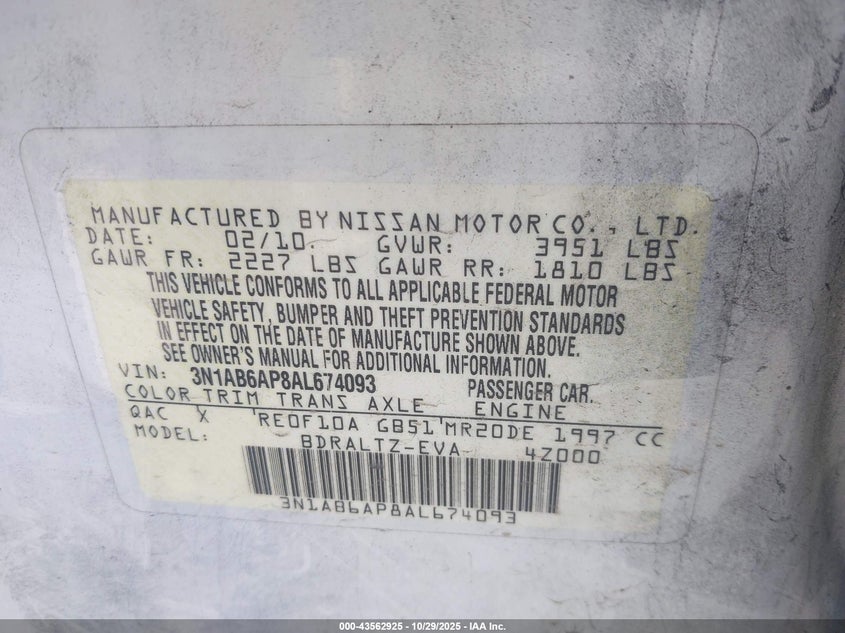 MANUFACTURED BY NISSAN MOTOR CO., LTD.
DATE: 02/10 GVWR: 3951 LBS
GAWR FR: 2227 LBS GAWR RR: 1810 LBS
THIS VEHICLE CONFORMS TO ALL APPLICABLE FEDERAL MOTOR
VEHICLE SAFETY, BUMPER AND THEFT PREVENTION STANDARDS
IN EFFECT ON THE DATE OF MANUFACTURE SHOWN ABOVE.
SEE OWNER'S MANUAL FOR ADDITIONAL INFORMATION.
VIN: 3N1AB6AP8AL674093 PASSENGER CAR.
COLOR TRIM TRANS AXLE ENGINE
QAC X RE0F10A GB51 MR20DE 1997 CC
MODEL: BDRALTZ-EVA 4Z000
3N1AB6AP8AL674093
000-43562925 - 10/29/2025 - IAA Inc.